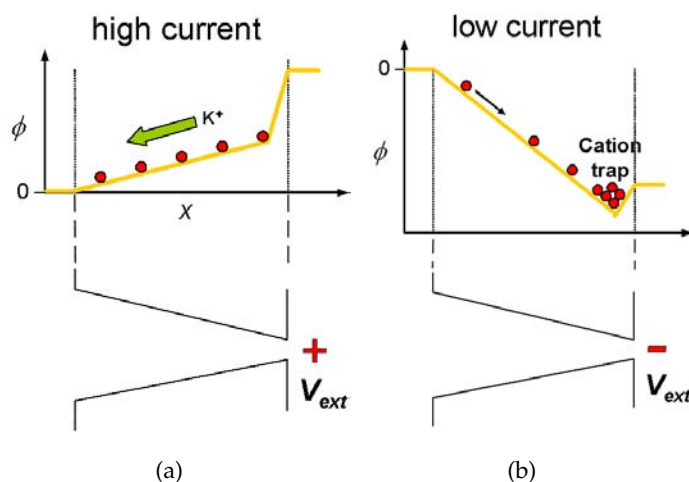 high current
low current
ϕ
K+
0
X
0
ϕ
Cation
trap
+
Vext
−
Vext
(a)
(b)